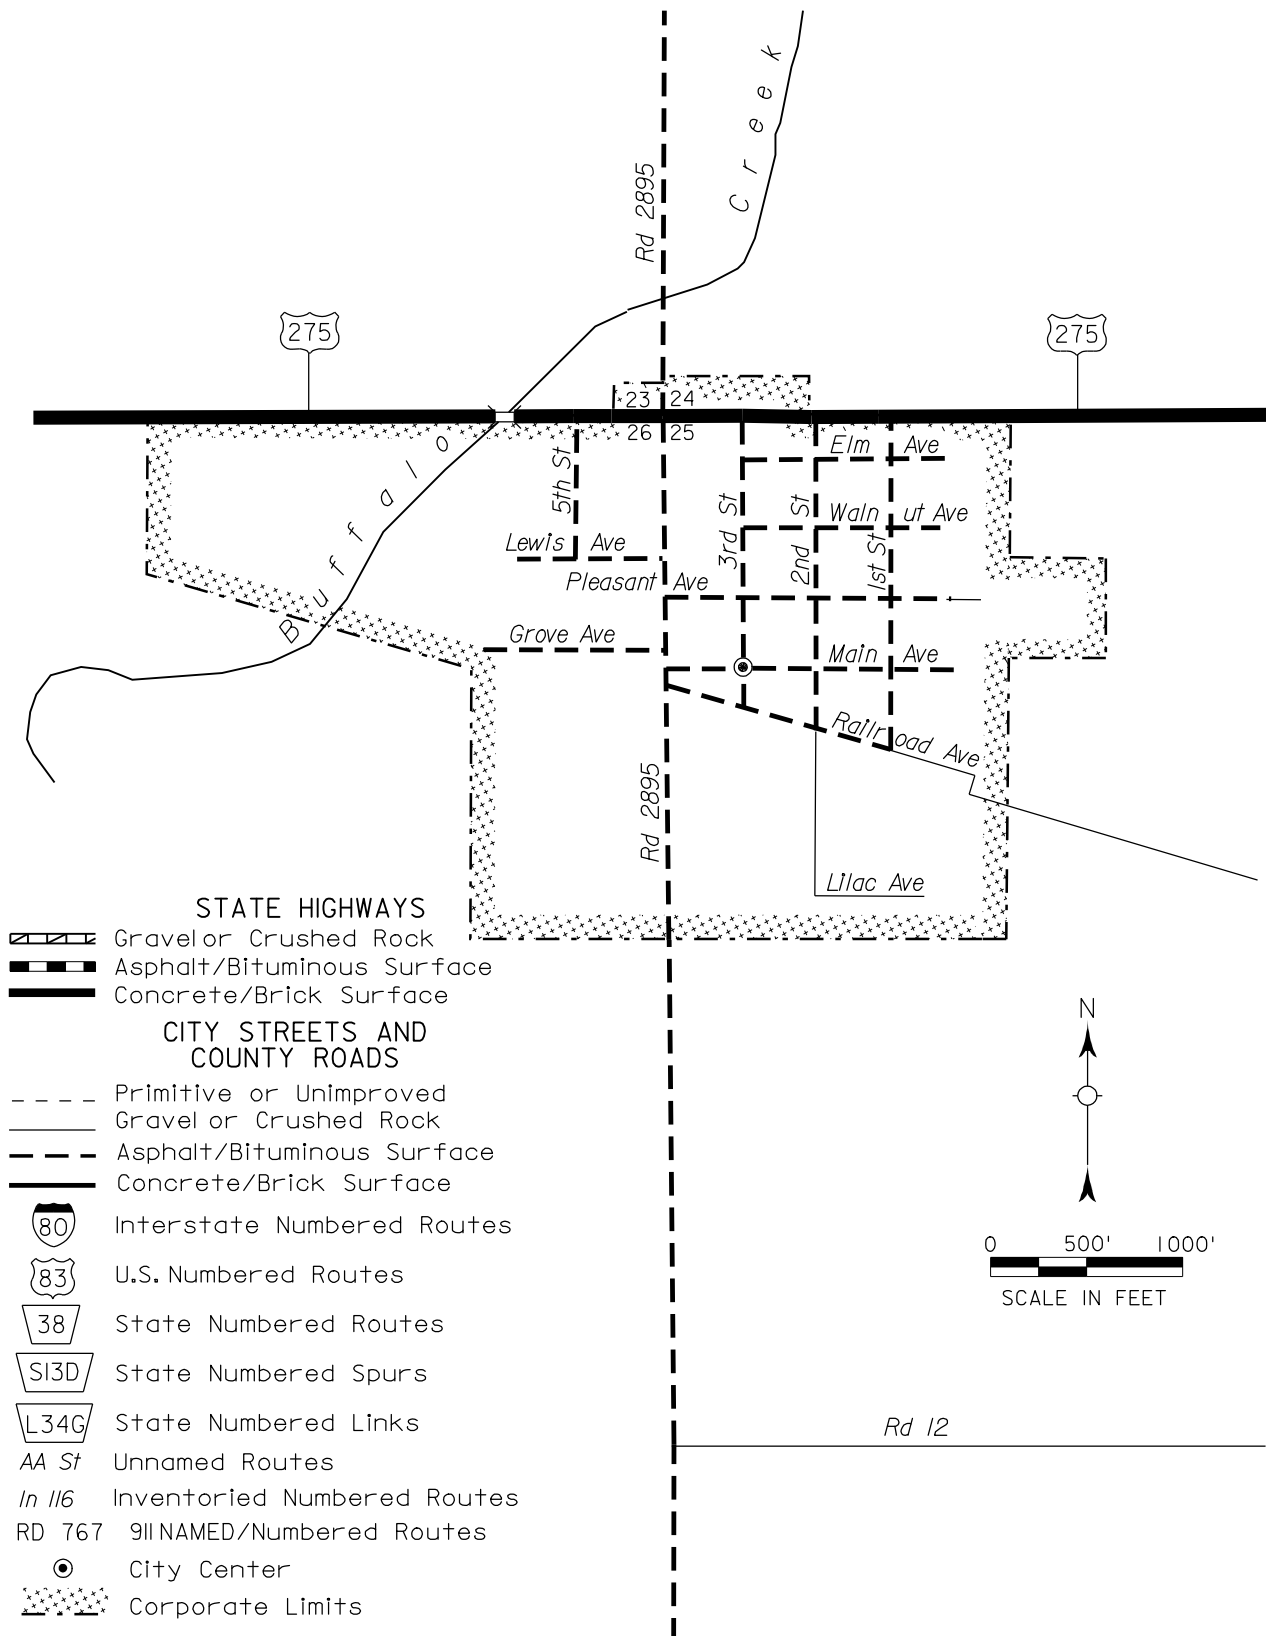 Creek
Rd 2895
275
275
23 24
26 25
Buffalo
Elm Ave
5th St
3rd St
2nd St
1st St
Walnut Ave
Lewis Ave
Pleasant Ave
Grove Ave
Main Ave
Railroad Ave
Rd 2895
Lilac Ave
STATE HIGHWAYS
Gravel or Crushed Rock
Asphalt/Bituminous Surface
Concrete/Brick Surface
CITY STREETS AND
COUNTY ROADS
Primitive or Unimproved
Gravel or Crushed Rock
Asphalt/Bituminous Surface
Concrete/Brick Surface
80 Interstate Numbered Routes
83 U.S. Numbered Routes
38 State Numbered Routes
S13D State Numbered Spurs
L34G State Numbered Links
AA St Unnamed Routes
In 116 Inventoried Numbered Routes
RD 767 911 NAMED/Numbered Routes
City Center
Corporate Limits
N
0 500' 1000'
SCALE IN FEET
Rd 12